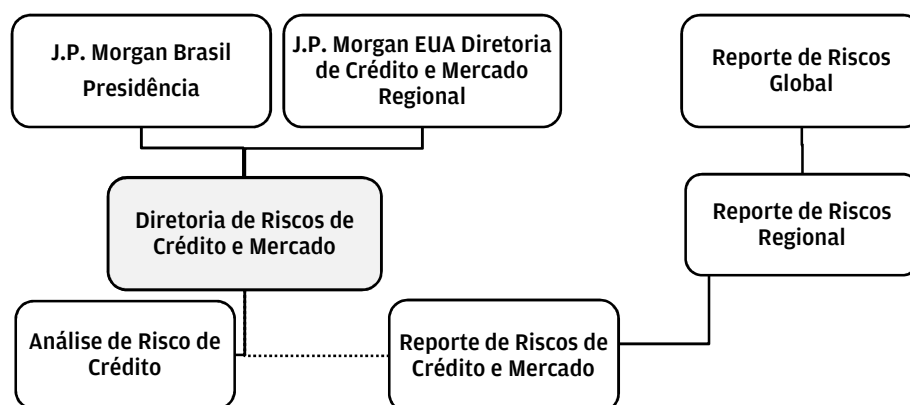 J.P. Morgan Brasil
Presidência
J.P. Morgan EUA Diretoria
de Crédito e Mercado
Regional
Reporte de Riscos
Global
Diretoria de Riscos de
Crédito e Mercado
Reporte de Riscos
Regional
Análise de Risco de
Crédito
Reporte de Riscos de
Crédito e Mercado